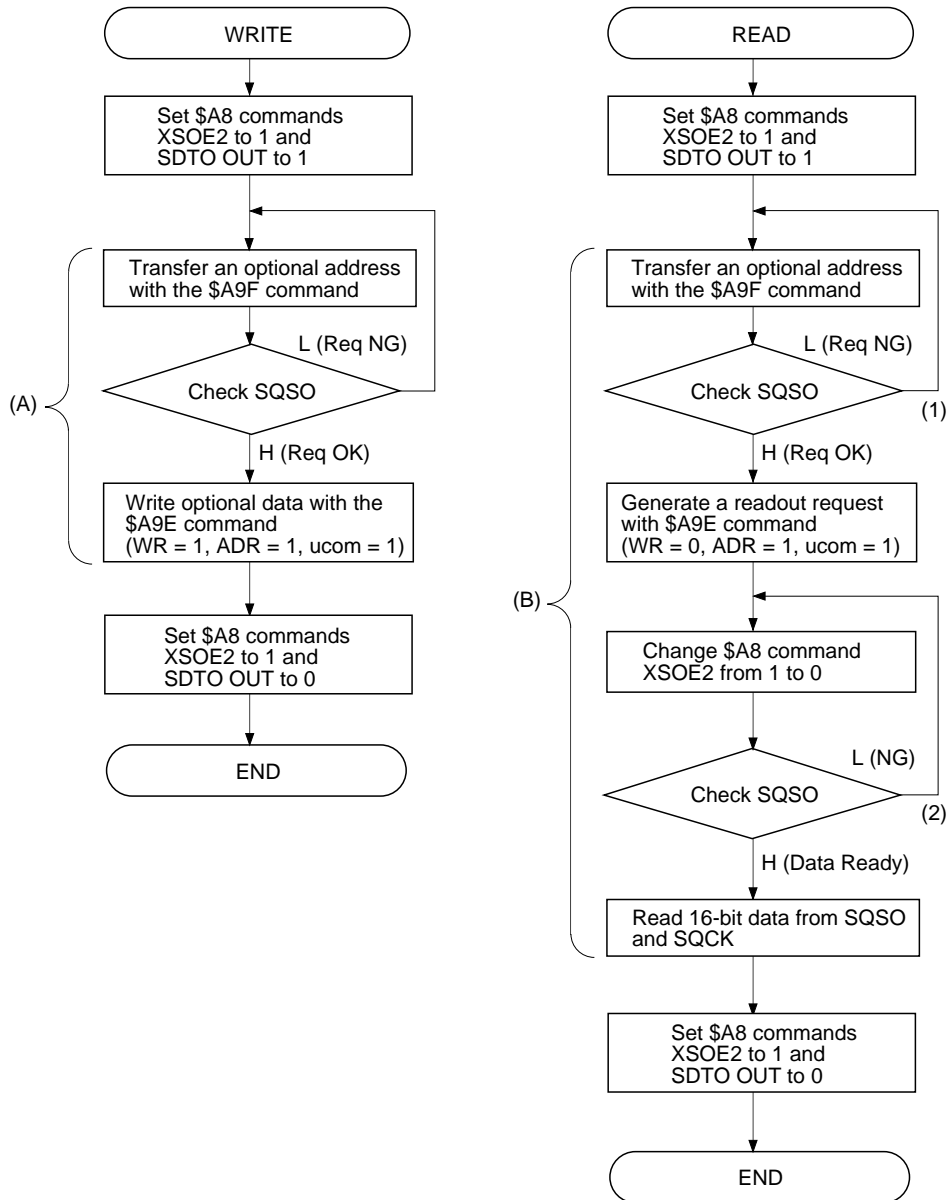 WRITE
Set $A8 commands
XSOE2 to 1 and
SDTO OUT to 1
Transfer an optional address
with the $A9F command
L (Req NG)
Check SQSO
(A)
H (Req OK)
Write optional data with the
$A9E command
(WR = 1, ADR = 1, ucom = 1)
Set $A8 commands
XSOE2 to 1 and
SDTO OUT to 0
END
READ
Set $A8 commands
XSOE2 to 1 and
SDTO OUT to 1
Transfer an optional address
with the $A9F command
L (Req NG)
Check SQSO
(1)
H (Req OK)
Generate a readout request
with $A9E command
(WR = 0, ADR = 1, ucom = 1)
(B)
Change $A8 command
XSOE2 from 1 to 0
L (NG)
Check SQSO
(2)
H (Data Ready)
Read 16-bit data from SQSO
and SQCK
Set $A8 commands
XSOE2 to 1 and
SDTO OUT to 0
END